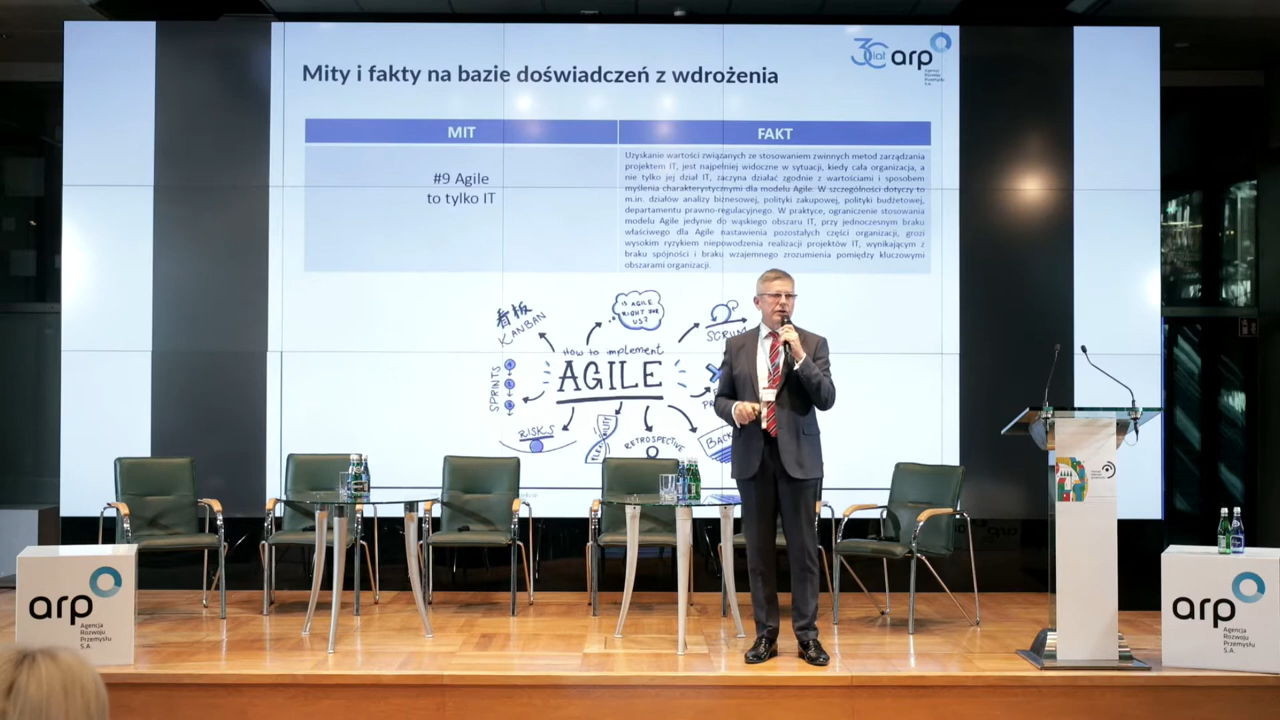 Mity i fakty na bazie doświadczeń z wdrożenia
30 lat arp
Agencja
Rozwoju
Przemysłu
S.A.
MIT
FAKT
#9 Agile
to tylko IT
Uzyskanie wartości związanych ze stosowaniem zwinnych metod zarządzania
projektem IT, jest najpełniej widoczne w sytuacji, kiedy cała organizacja, a
nie tylko jej dział IT, zaczyna działać zgodnie z wartościami i sposobem
myślenia charakterystycznymi dla modelu Agile. W szczególności dotyczy to
m.in. działów analizy biznesowej, polityki zakupowej, polityki budżetowej,
departamentu prawno-regulacyjnego. W praktyce, ograniczenie stosowania
modelu Agile jedynie do wąskiego obszaru IT, przy jednoczesnym braku
właściwego dla Agile nastawienia pozostałych części organizacji, grozi
wysokim ryzykiem niepowodzenia realizacji projektów IT, wynikającym z
braku spójności i braku wzajemnego zrozumienia pomiędzy kluczowymi
obszarami organizacji.
看板
KANBAN
IS AGILE
RIGHT FOR
US?
SCRUM
How to implement
AGILE
SPRINTS
RISKS
FLEXIBILITY
RETROSPECTIVE
BACK
arp
Agencja
Rozwoju
Przemysłu
S.A.
arp
Agencja
Rozwoju
Przemysłu
S.A.